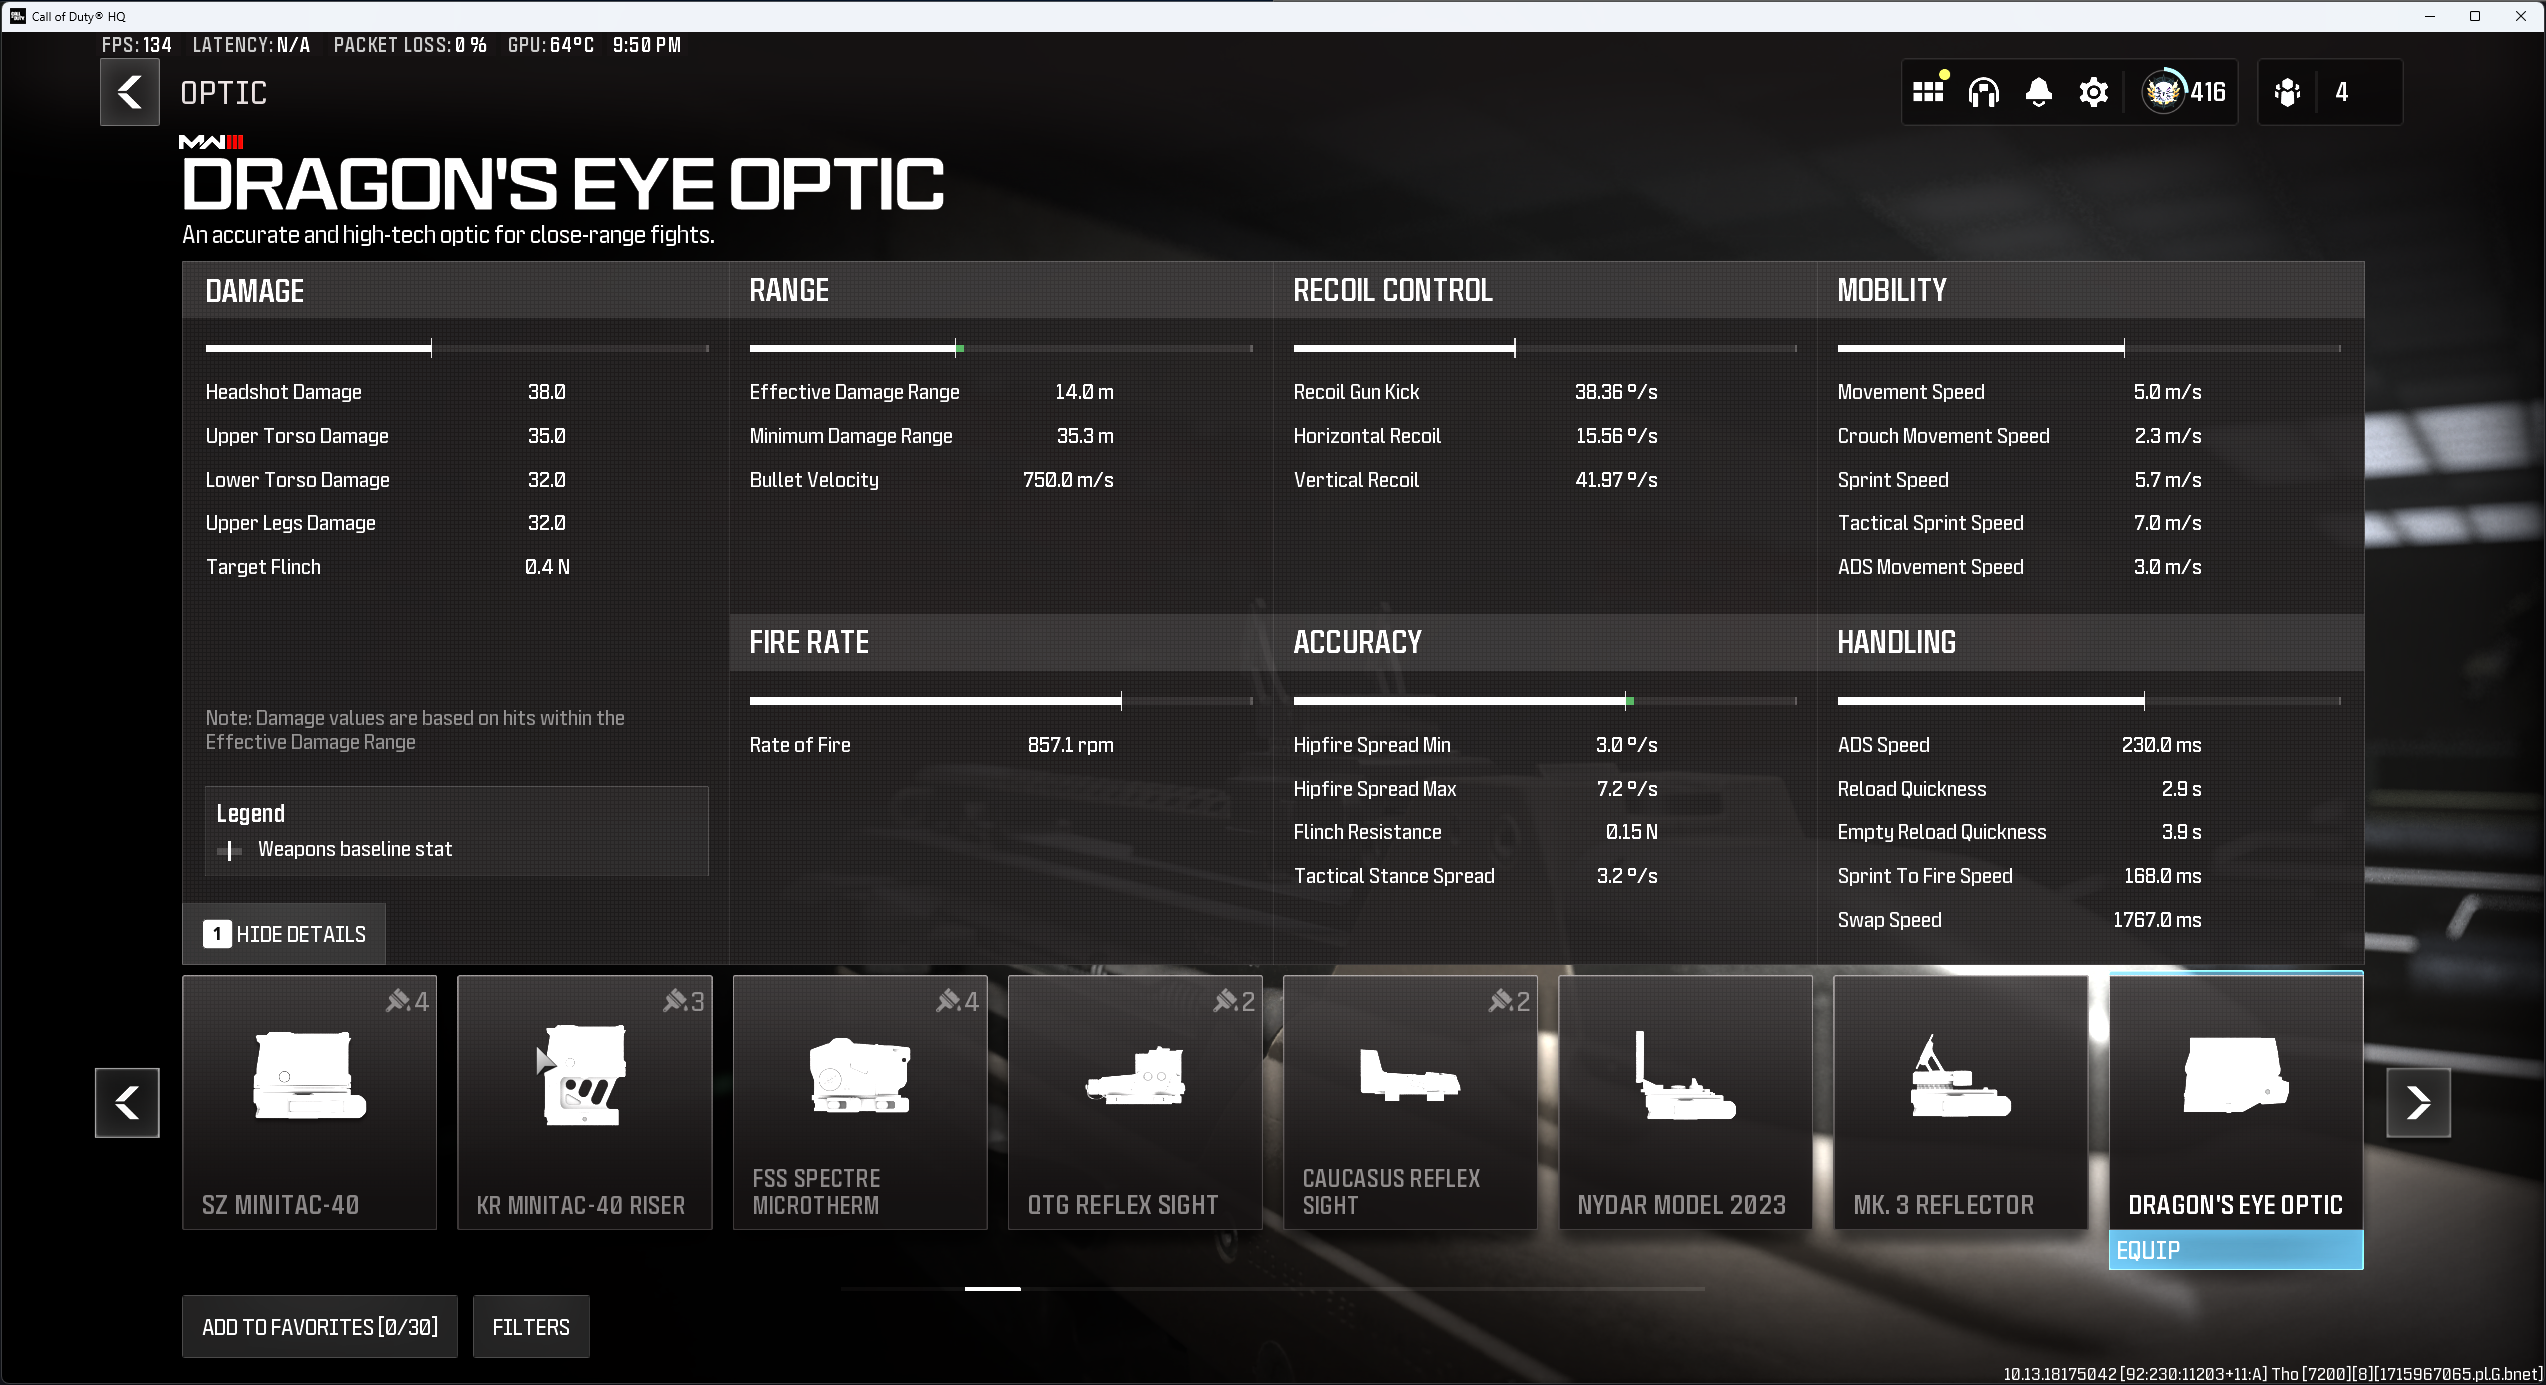 Call of Duty® HQ
FPS: 134 LATENCY: N/A PACKET LOSS: 0 % GPU: 64°C 9:50 PM
OPTIC
416
4
MWIII
DRAGON'S EYE OPTIC
An accurate and high-tech optic for close-range fights.
DAMAGE
Headshot Damage 38.0
Upper Torso Damage 35.0
Lower Torso Damage 32.0
Upper Legs Damage 32.0
Target Flinch 0.4 N
Note: Damage values are based on hits within the
Effective Damage Range
Legend
Weapons baseline stat
1 HIDE DETAILS
RANGE
Effective Damage Range 14.0 m
Minimum Damage Range 35.3 m
Bullet Velocity 750.0 m/s
FIRE RATE
Rate of Fire 857.1 rpm
RECOIL CONTROL
Recoil Gun Kick 38.36 º/s
Horizontal Recoil 15.56 º/s
Vertical Recoil 41.97 º/s
ACCURACY
Hipfire Spread Min 3.0 º/s
Hipfire Spread Max 7.2 º/s
Flinch Resistance 0.15 N
Tactical Stance Spread 3.2 º/s
MOBILITY
Movement Speed 5.0 m/s
Crouch Movement Speed 2.3 m/s
Sprint Speed 5.7 m/s
Tactical Sprint Speed 7.0 m/s
ADS Movement Speed 3.0 m/s
HANDLING
ADS Speed 230.0 ms
Reload Quickness 2.9 s
Empty Reload Quickness 3.9 s
Sprint To Fire Speed 168.0 ms
Swap Speed 1767.0 ms
4
SZ MINITAC-40
3
KR MINITAC-40 RISER
4
FSS SPECTRE
MICROTHERM
2
QTG REFLEX SIGHT
2
CAUCASUS REFLEX
SIGHT
NYDAR MODEL 2023
MK. 3 REFLECTOR
DRAGON'S EYE OPTIC
EQUIP
ADD TO FAVORITES [0/30]
FILTERS
10.13.18175042 [92:230:11203+11:A] Tho [7200][8][1715967065.pl.G.bnet]